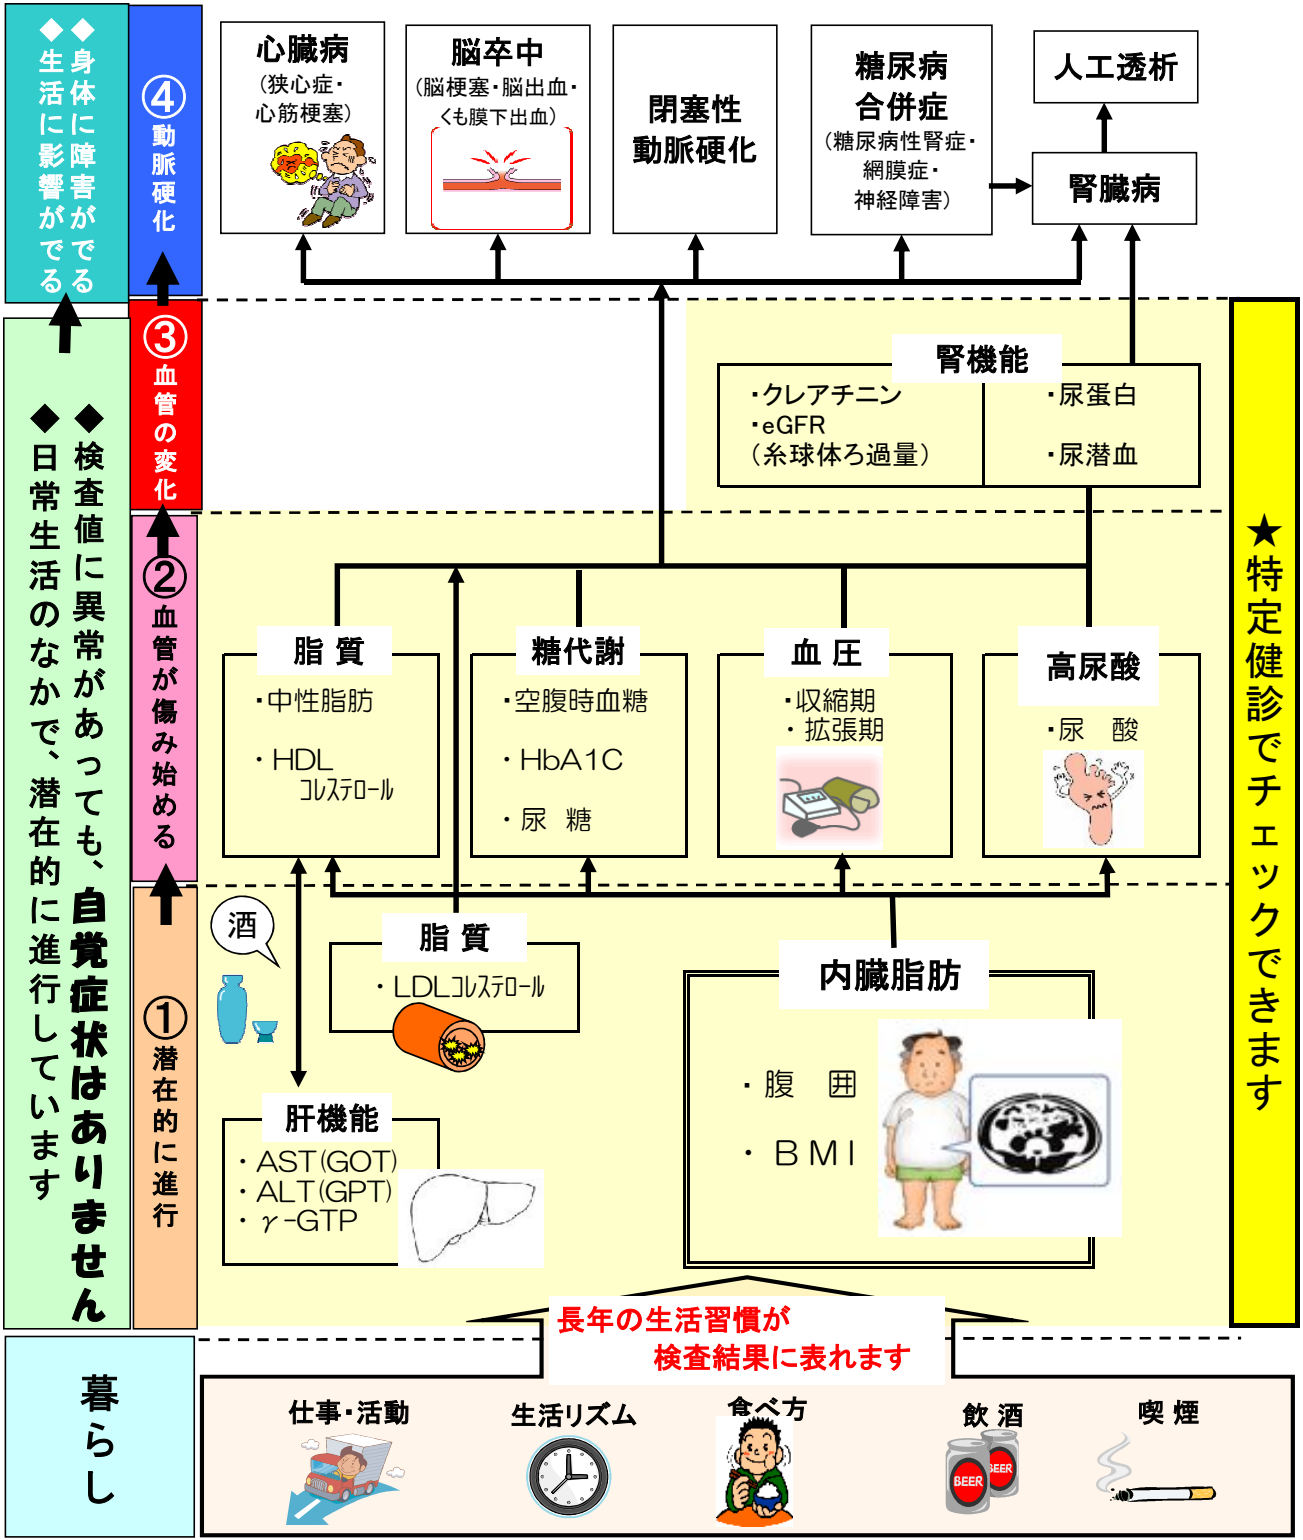 ◆身体に障害がでる
◆生活に影響がでる
④動脈硬化
心臓病
(狭心症・
心筋梗塞)
脳卒中
(脳梗塞・脳出血・
くも膜下出血)
閉塞性
動脈硬化
糖尿病
合併症
(糖尿病性腎症・
網膜症・
神経障害)
人工透析
腎臓病
③血管の変化
腎機能
・クレアチニン
・eGFR
(糸球体ろ過量)
・尿蛋白
・尿潜血
◆検査値に異常があっても、自覚症状はありません
◆日常生活のなかで、潜在的に進行しています
②血管が傷み始める
脂 質
・中性脂肪
・HDL
コレステロール
糖代謝
・空腹時血糖
・HbA1C
・尿 糖
血 圧
・収縮期
・拡張期
高尿酸
・尿 酸
★特定健診でチェックできます
①潜在的に進行
酒
脂 質
・LDLコレステロール
肝機能
・AST(GOT)
・ALT(GPT)
・γ-GTP
内臓脂肪
・腹 囲
・BMI
長年の生活習慣が
検査結果に表れます
暮らし
仕事・活動
生活リズム
食べ方
飲 酒
喫 煙
BEER
BEER